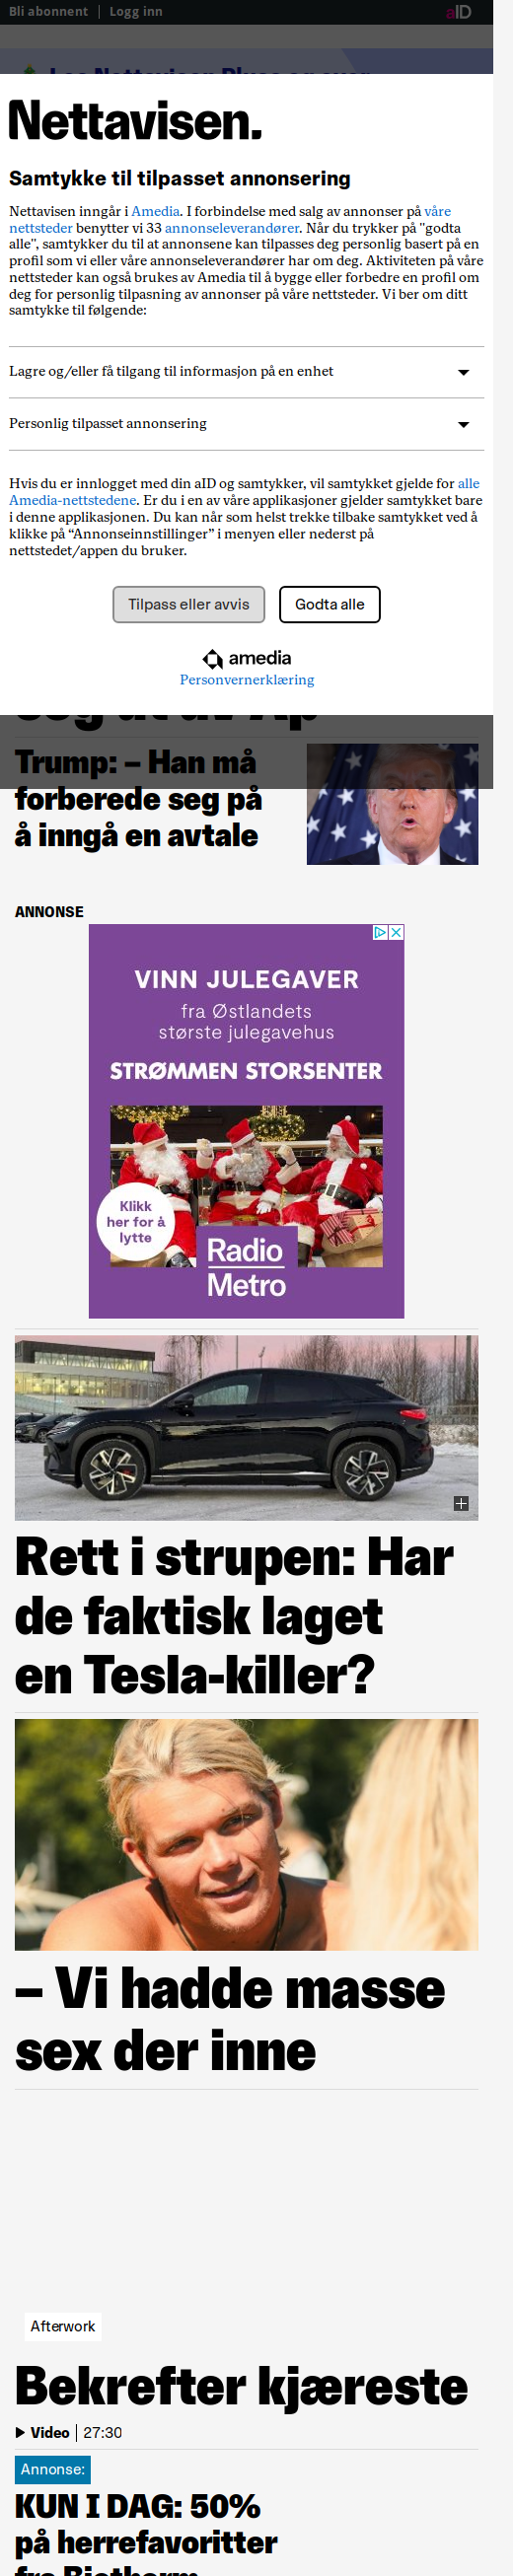 Bli abonnent | Logg inn
aID
Nettavisen.
Samtykke til tilpasset annonsering
Nettavisen inngår i Amedia. I forbindelse med salg av annonser på våre
nettsteder benytter vi 33 annonseleverandører. Når du trykker på "godta
alle", samtykker du til at annonsene kan tilpasses deg personlig basert på en
profil som vi eller våre annonseleverandører har om deg. Aktiviteten på våre
nettsteder kan også brukes av Amedia til å bygge eller forbedre en profil om
deg for personlig tilpasning av annonser på våre nettsteder. Vi ber om ditt
samtykke til følgende:
Lagre og/eller få tilgang til informasjon på en enhet
Personlig tilpasset annonsering
Hvis du er innlogget med din aID og samtykker, vil samtykket gjelde for alle
Amedia-nettstedene. Er du i en av våre applikasjoner gjelder samtykket bare
i denne applikasjonen. Du kan når som helst trekke tilbake samtykket ved å
klikke på “Annonseinnstillinger” i menyen eller nederst på
nettstedet/appen du bruker.
Tilpass eller avvis
Godta alle
amedia
Personvernerklæring
Trump: – Han må
forberede seg på
å inngå en avtale
ANNONSE
VINN JULEGAVER
fra Østlandets
største julegavehus
STRØMMEN STORSENTER
Klikk
her for å
lytte
Radio
Metro
Rett i strupen: Har
de faktisk laget
en Tesla-killer?
– Vi hadde masse
sex der inne
Afterwork
Bekrefter kjæreste
Video | 27:30
Annonse:
KUN I DAG: 50%
på herrefavoritter
fra Biotherm